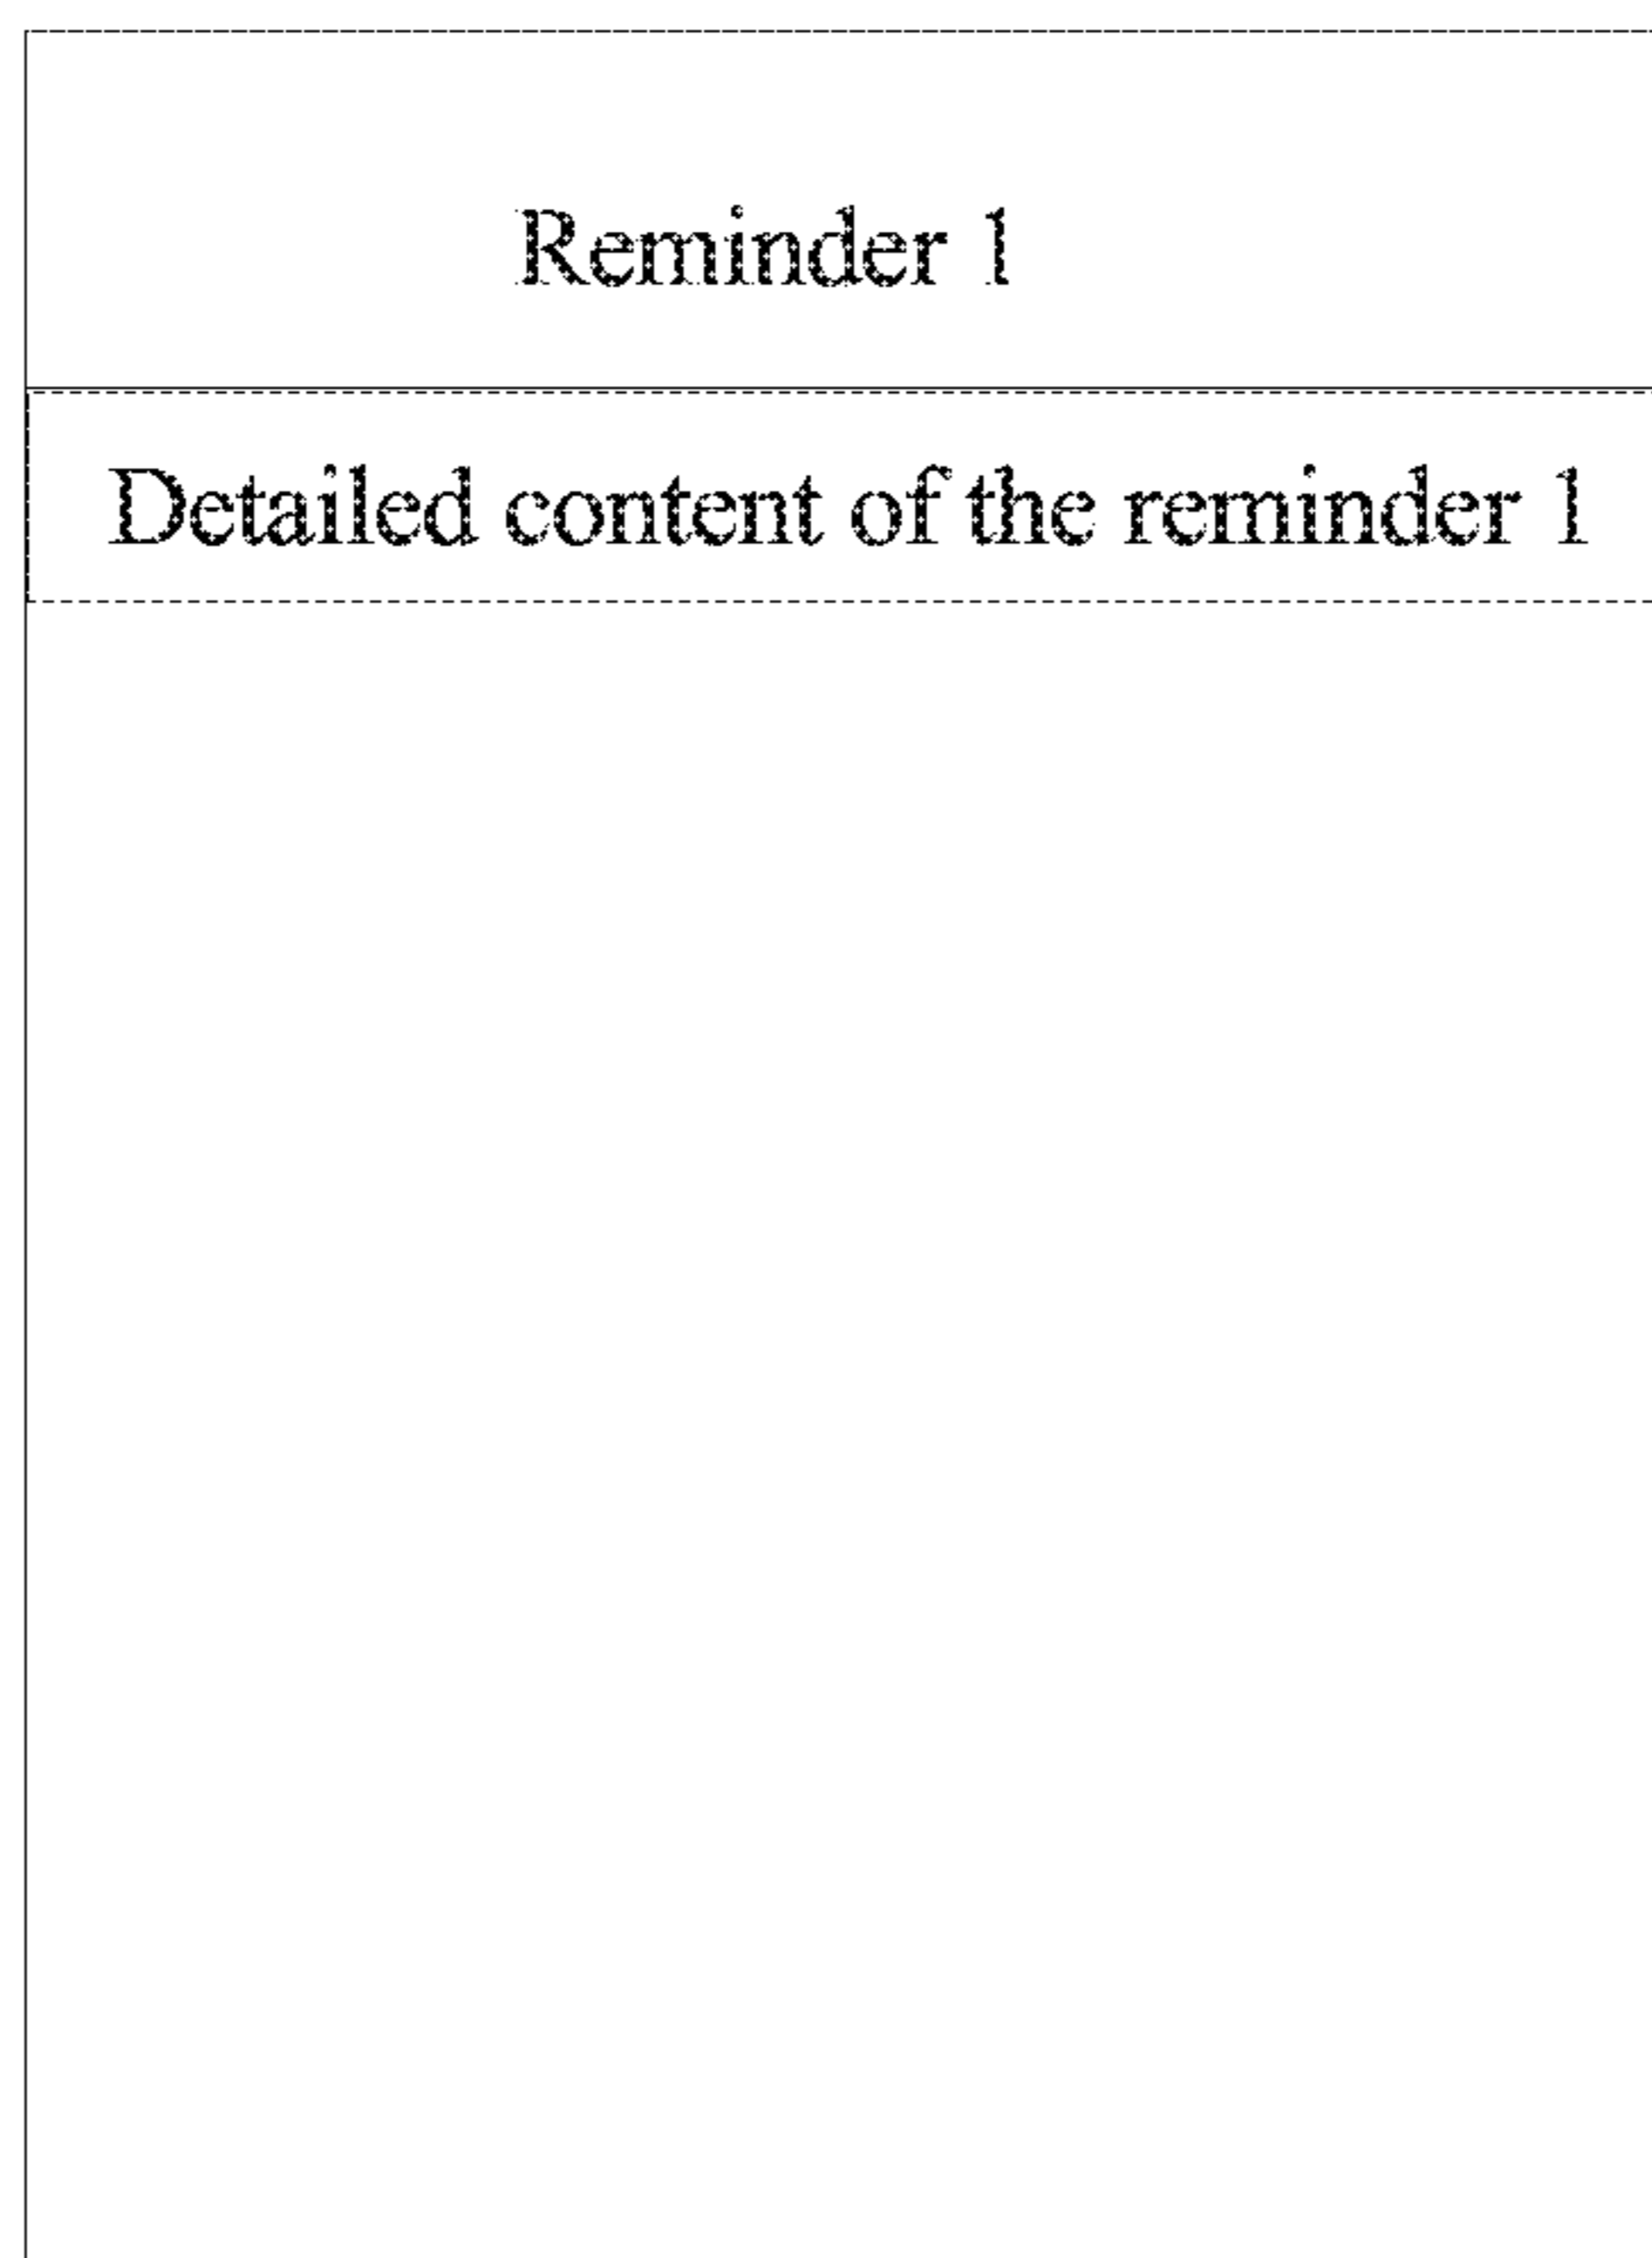 Reminder 1
Detailed content of the reminder 1